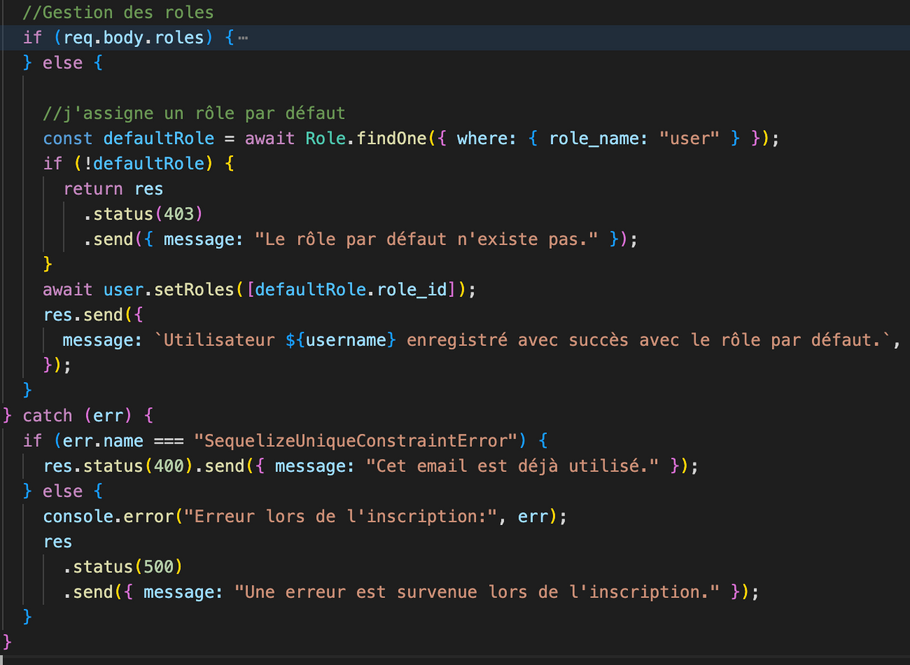 //Gestion des roles
if (req.body.roles) {⋯
} else {
//j'assigne un rôle par défaut
const defaultRole = await Role.findOne({ where: { role_name: "user" } });
if (!defaultRole) {
return res
.status(403)
.send({ message: "Le rôle par défaut n'existe pas." });
}
await user.setRoles([defaultRole.role_id]);
res.send({
message: `Utilisateur ${username} enregistré avec succès avec le rôle par défaut.`,
});
}
} catch (err) {
if (err.name === "SequelizeUniqueConstraintError") {
res.status(400).send({ message: "Cet email est déjà utilisé." });
} else {
console.error("Erreur lors de l'inscription:", err);
res
.status(500)
.send({ message: "Une erreur est survenue lors de l'inscription." });
}
}